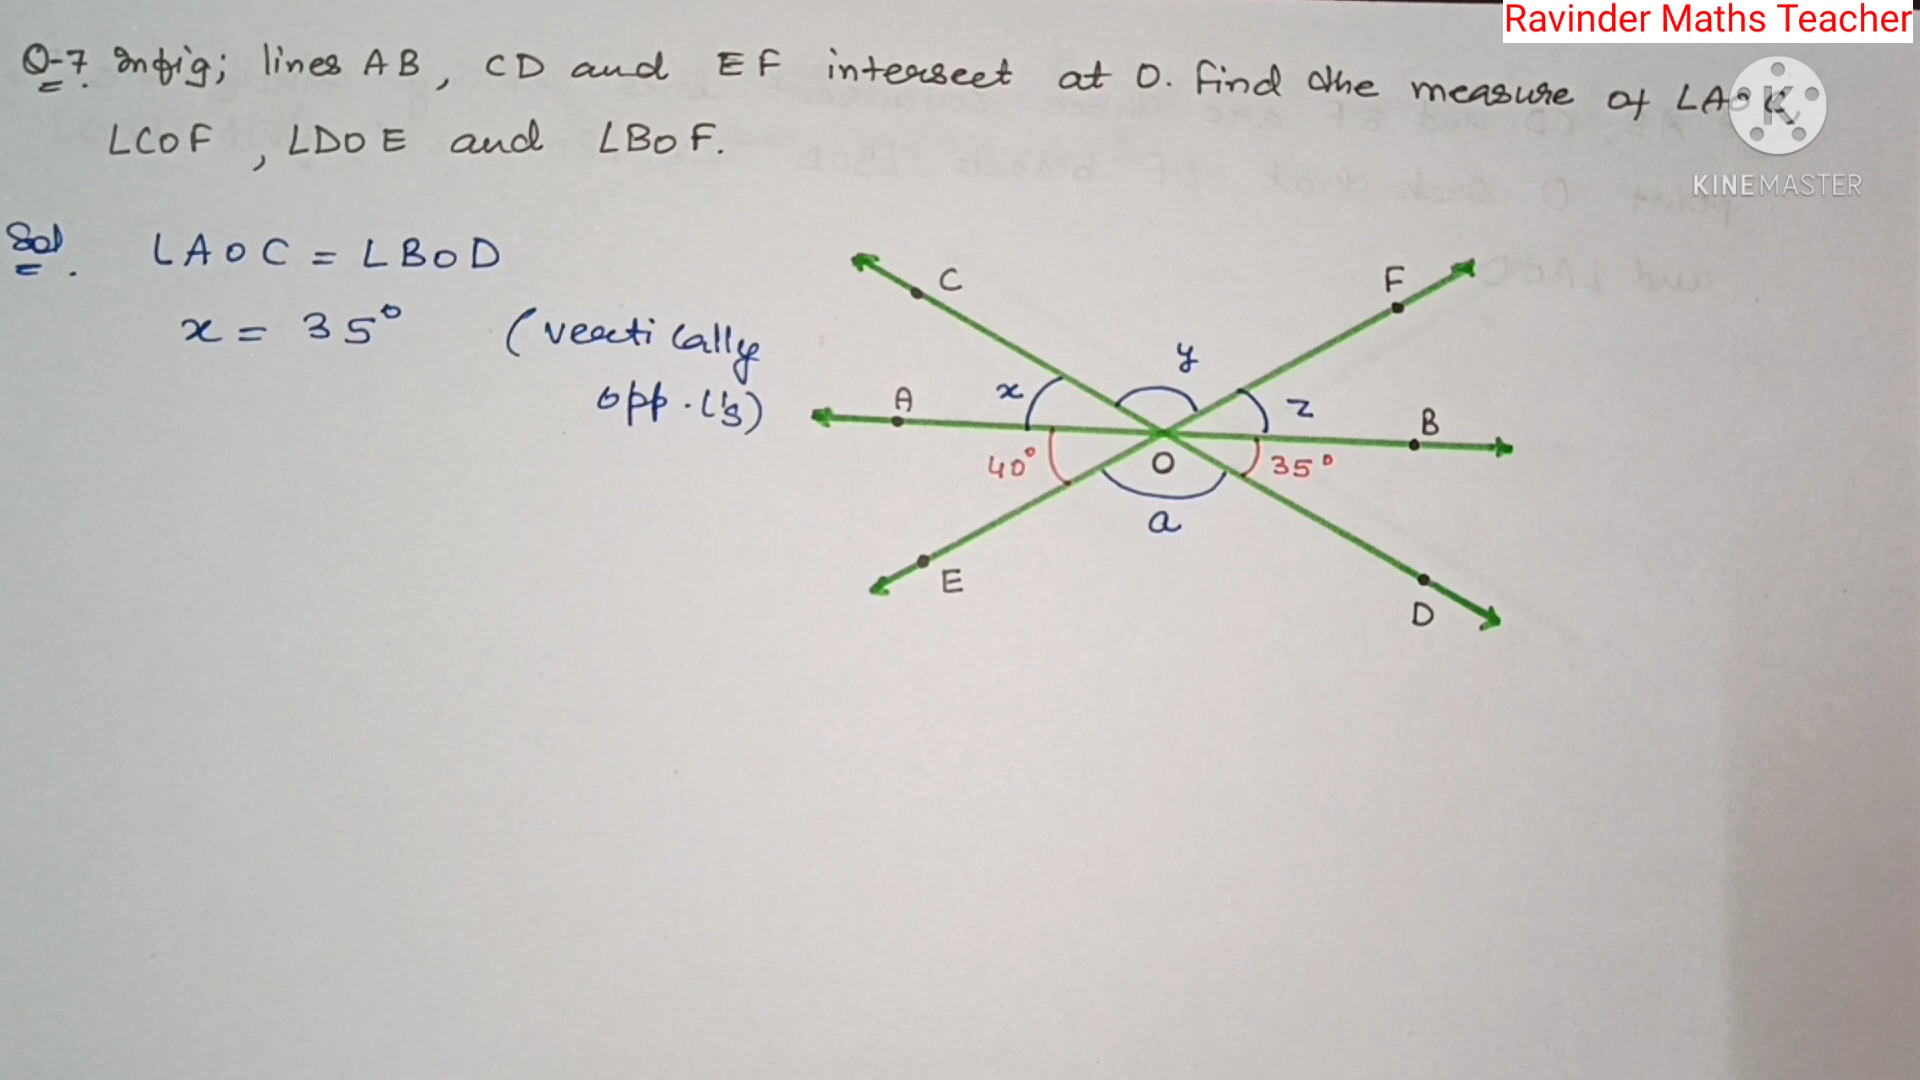 Ravinder Maths Teacher
Q-7. In fig; lines AB, CD and EF intersect at O. Find the measure of ∠AOC,
∠COF, ∠DOE and ∠BOF.
K
KINEMASTER
Sol. ∠AOC = ∠BOD
x = 35° (vertically
opp. ∠'s)
C
F
y
x
A
z
B
40°
O
35°
a
E
D